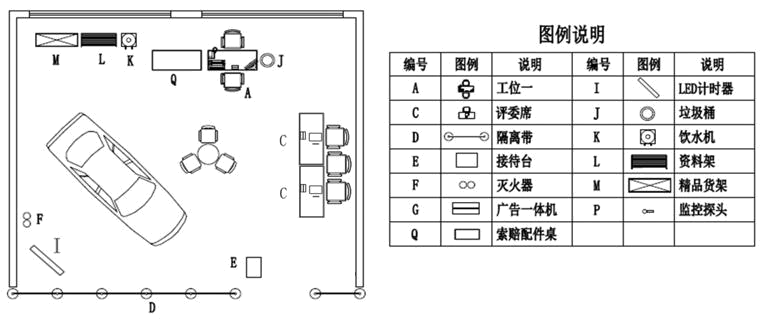 M
L
K
Q
J
A
C
C
F
I
E
D
图例说明
编号 图例 说明 编号 图例 说明
A 工位一 I LED计时器
C 评委席 J 垃圾桶
D 隔离带 K 饮水机
E 接待台 L 资料架
F 灭火器 M 精品货架
G 广告一体机 P 监控探头
Q 索赔配件桌